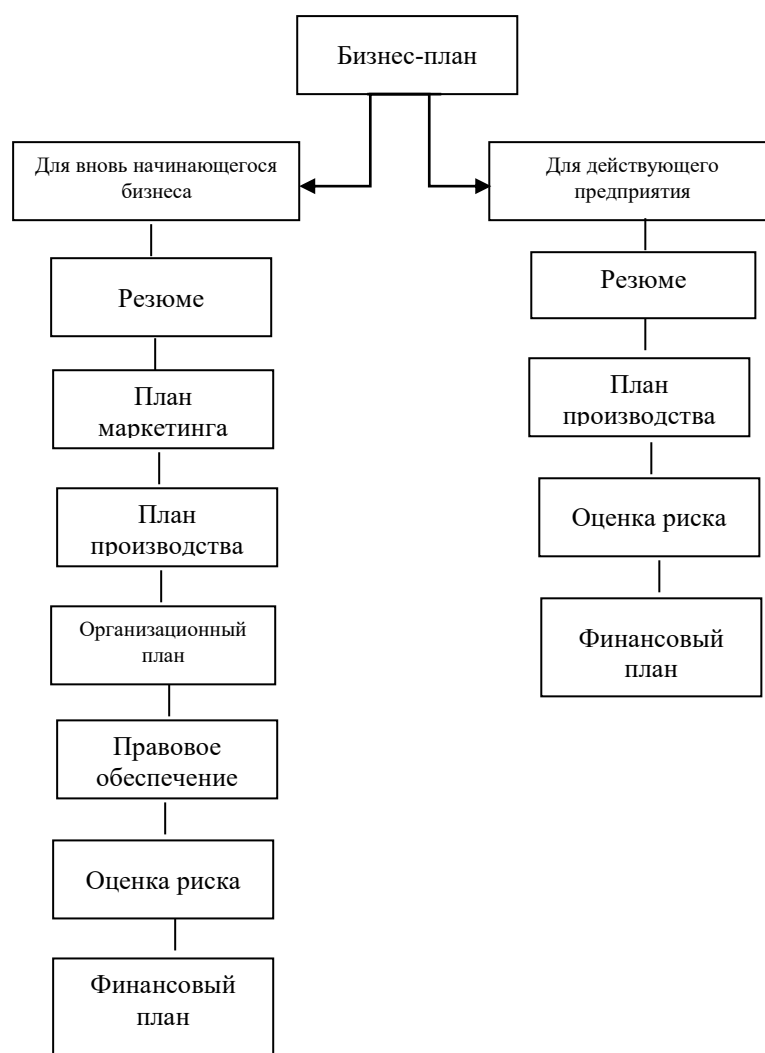 Бизнес-план
Для вновь начинающегося
бизнеса
Резюме
План
маркетинга
План
производства
Организационный
план
Правовое
обеспечение
Оценка риска
Финансовый
план
Для действующего
предприятия
Резюме
План
производства
Оценка риска
Финансовый
план